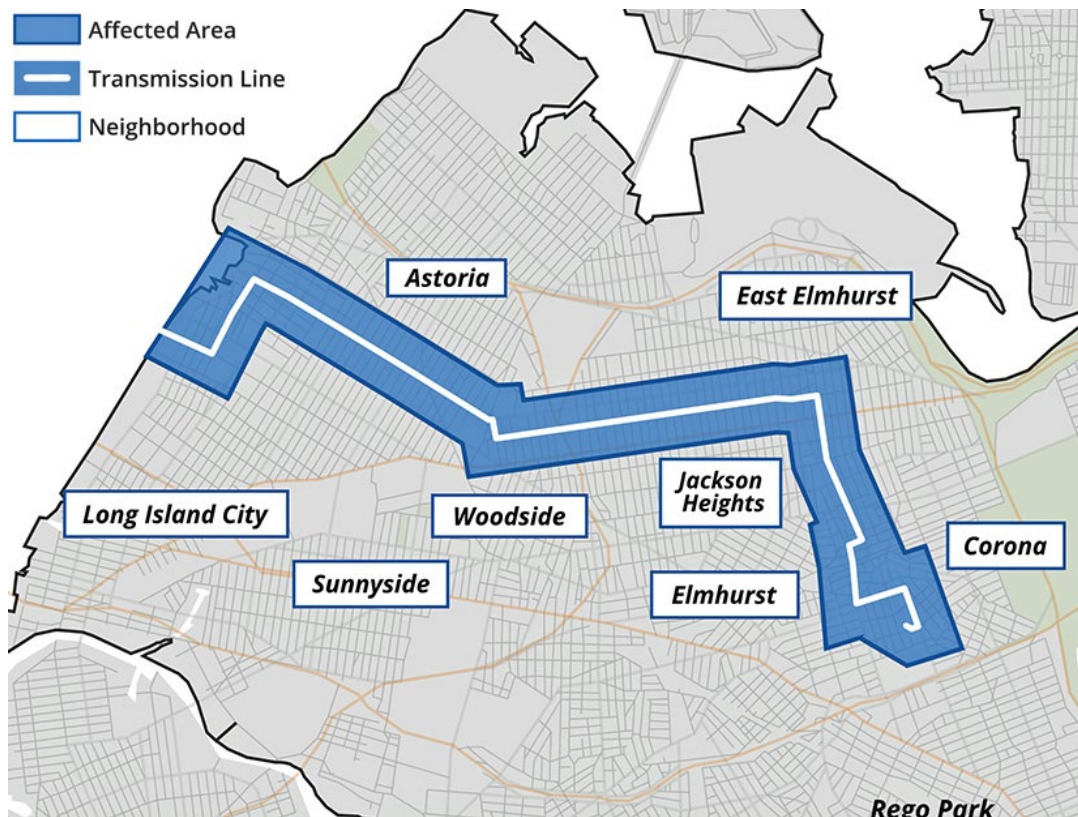 Affected Area
Transmission Line
Neighborhood
Astoria
East Elmhurst
Jackson
Heights
Long Island City
Woodside
Corona
Sunnyside
Elmhurst
Rego Park